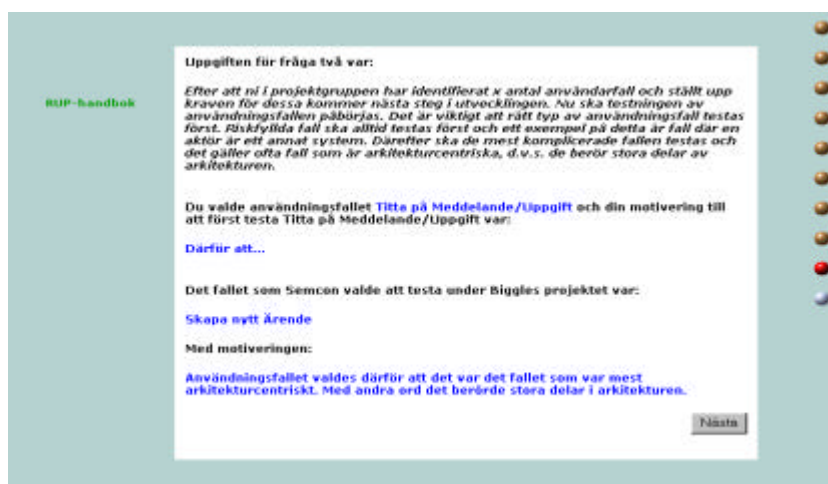 Uppgiften för fråga två var:
RUP-handbok
Efter att ni i projektgruppen har identifierat x antal användarfall och ställt upp
kraven för dessa kommer nästa steg i utvecklingen. Nu ska testningen av
användningsfallen påbörjas. Det är viktigt att rätt typ av användningsfall testas
först. Riskfyllda fall ska alltid testas först och ett exempel på detta är fall där en
aktör är ett annat system. Därefter ska de mest komplicerade fallen testas och
det gäller ofta fall som är arkitekturcentriska, d.v.s. de berör stora delar av
arkitekturen.
Du valde användningsfallet Titta på Meddelande/Uppgift och din motivering till
att först testa Titta på Meddelande/Uppgift var:
Därför att...
Det fallet som Semcon valde att testa under Biggles projektet var:
Skapa nytt Ärende
Med motiveringen:
Användningsfallet valdes därför att det var det fallet som var mest
arkitekturcentriskt. Med andra ord det berörde stora delar i arkitekturen.
Nästa